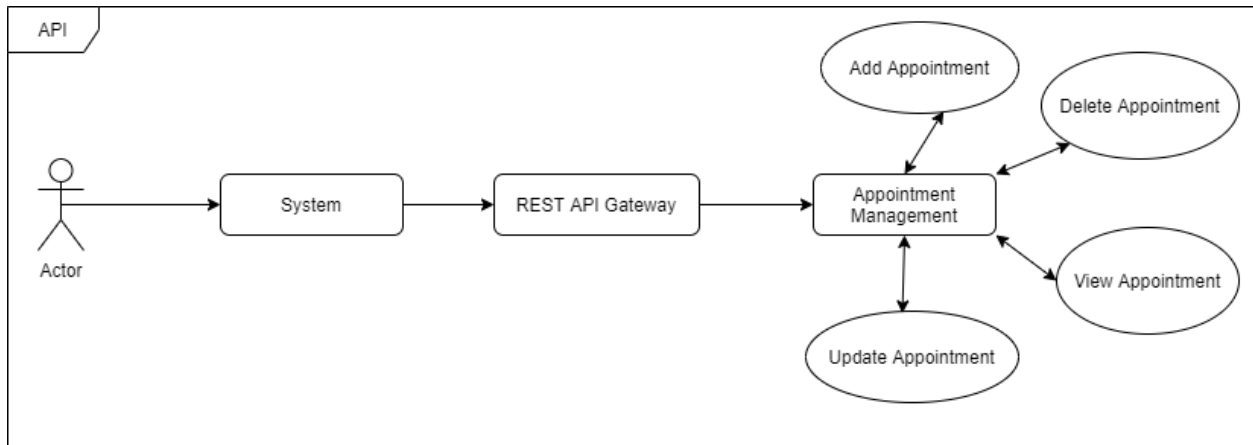 API
Add Appointment
Delete Appointment
System
REST API Gateway
Appointment
Management
Actor
View Appointment
Update Appointment